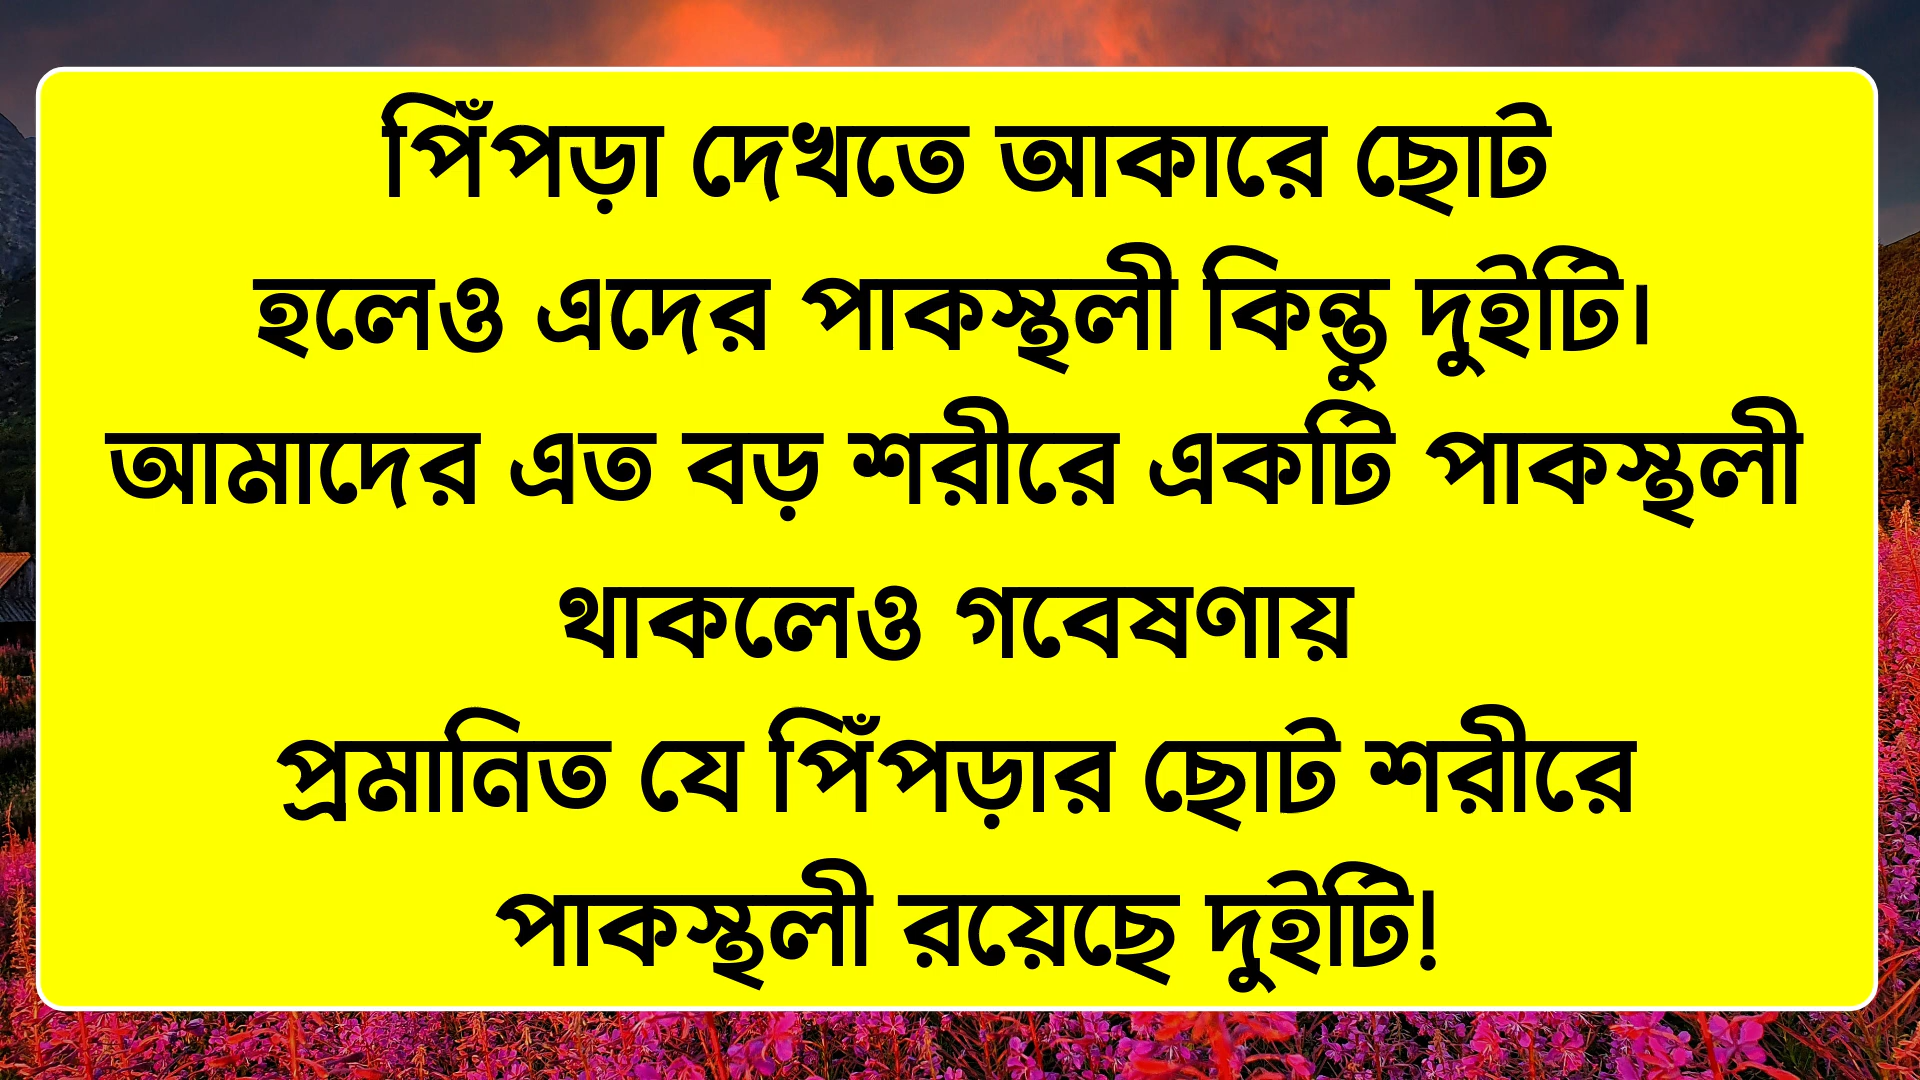 পিঁপড়া দেখতে আকারে ছোট
হলেও এদের পাকস্থলী কিন্তু দুইটি।
আমাদের এত বড় শরীরে একটি পাকস্থলী
থাকলেও গবেষণায়
প্রমানিত যে পিঁপড়ার ছোট শরীরে
পাকস্থলী রয়েছে দুইটি!